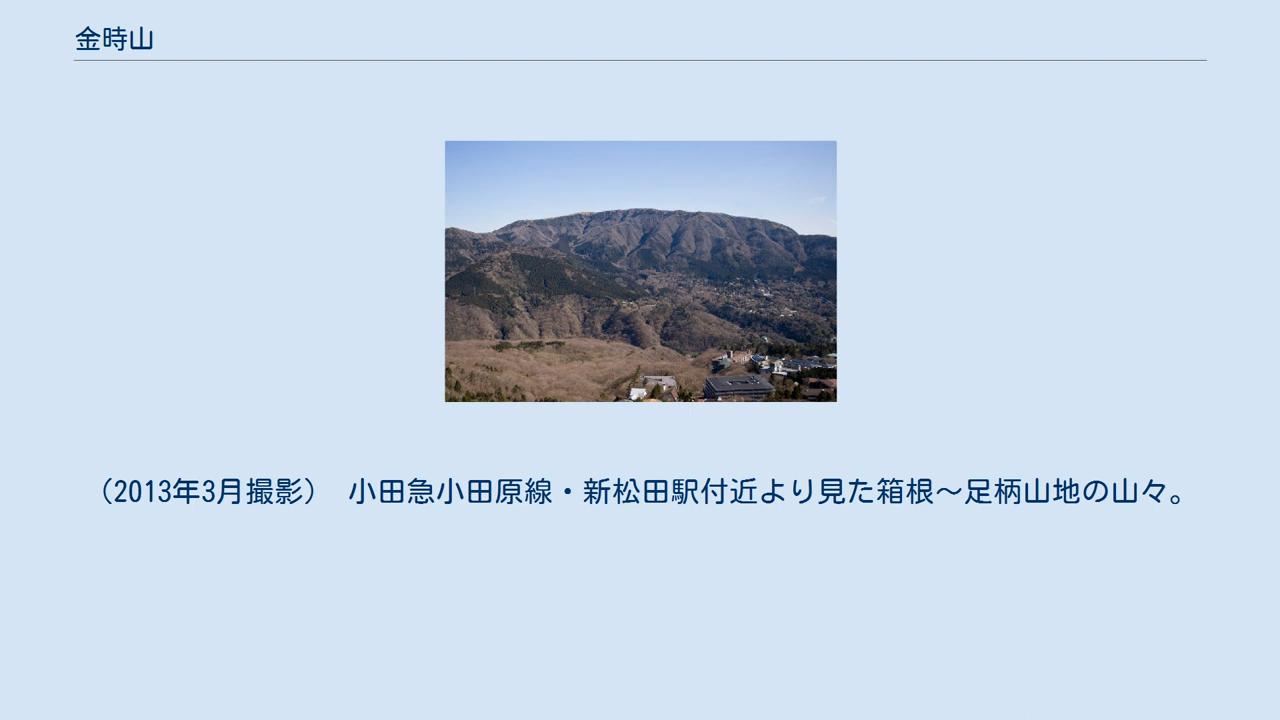 金時山
（2013年3月撮影）　小田急小田原線・新松田駅付近より見た箱根～足柄山地の山々。